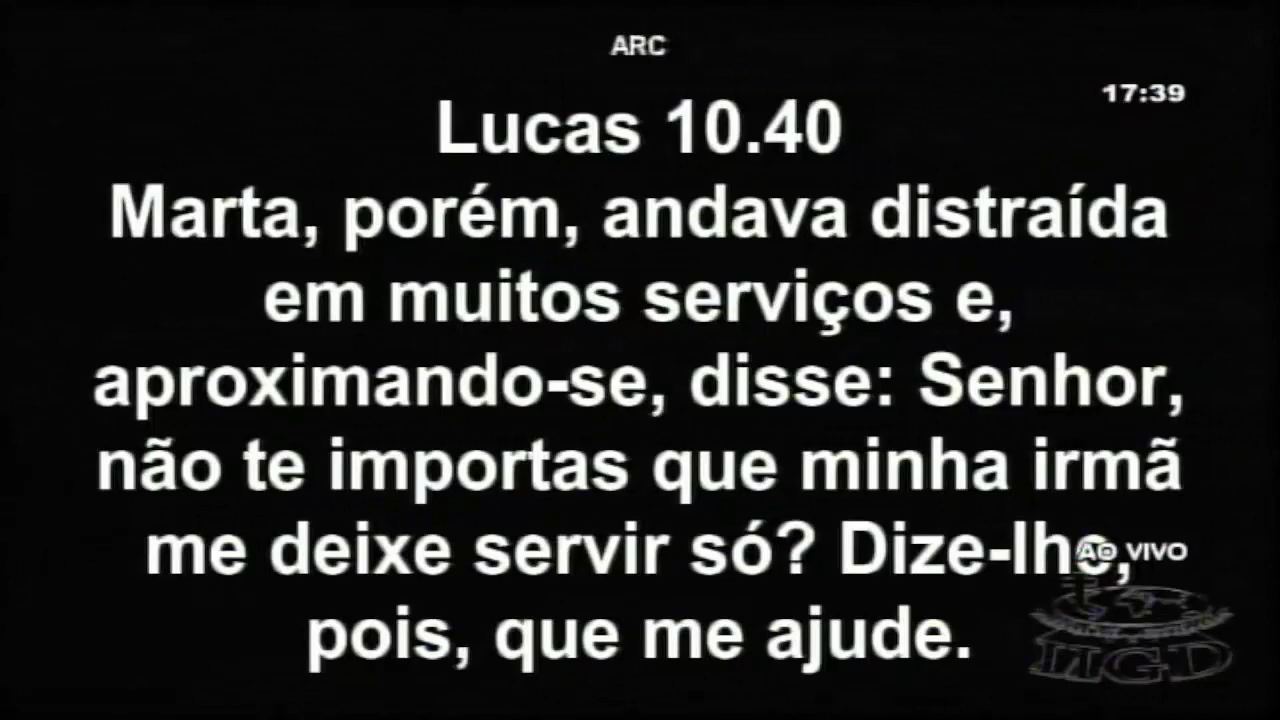 ARC
17:39
Lucas 10.40
Marta, porém, andava distraída
em muitos serviços e,
aproximando-se, disse: Senhor,
não te importas que minha irmã
me deixe servir só? Dize-lhe,
AO VIVO
pois, que me ajude.
IIGD